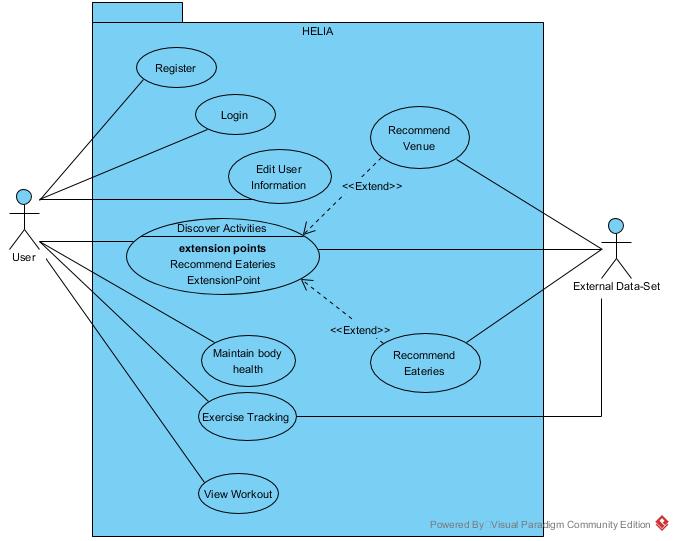 HELIA
Register
Login
Recommend
Venue
Edit User
Information
<<Extend>>
Discover Activities
extension points
Recommend Eateries
ExtensionPoint
User
External Data-Set
<<Extend>>
Maintain body
health
Recommend
Eateries
Exercise Tracking
View Workout
Powered By Visual Paradigm Community Edition